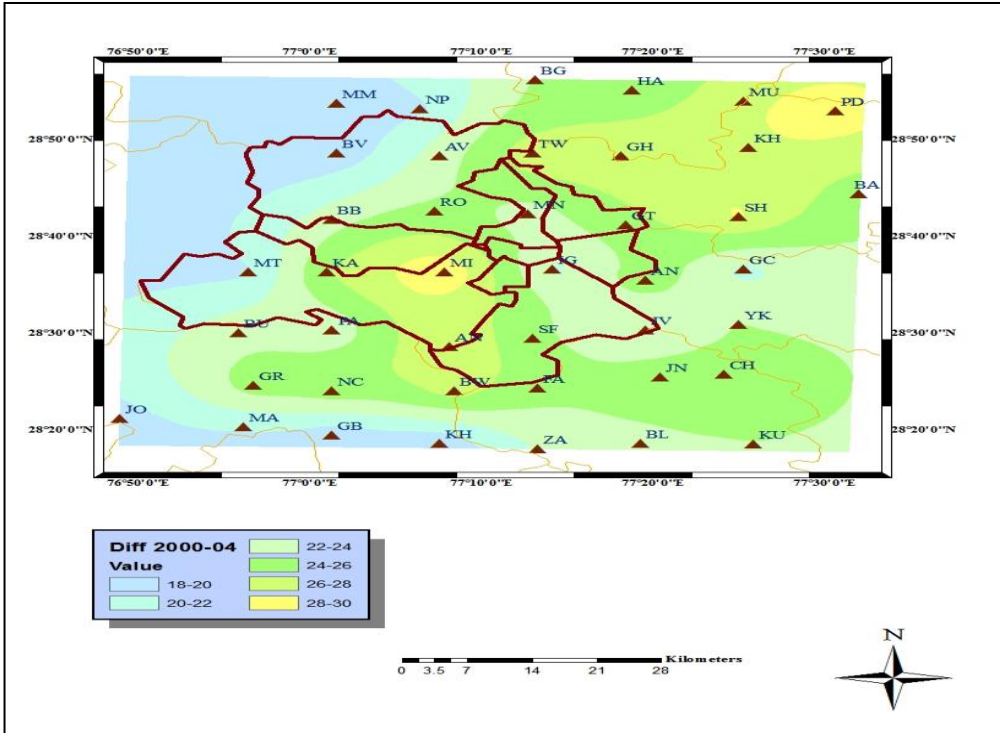 76°50'0"E 77°0'0"E 77°10'0"E 77°20'0"E 77°30'0"E
BG
HA
MM NP MU PD
28°50'0"N 28°50'0"N
BV AV TW GH KH
BA
BB RO MN SH
28°40'0"N 28°40'0"N
MT KA MI GC
AN
28°30'0"N 28°30'0"N
SF YK
AN
GR NC BW JN CH
JO MA GB KH ZA BL KU
28°20'0"N 28°20'0"N
76°50'0"E 77°0'0"E 77°10'0"E 77°20'0"E 77°30'0"E
Diff 2000-04
Value
18-20
20-22
22-24
24-26
26-28
28-30
Kilometers
0 3.5 7 14 21 28
N